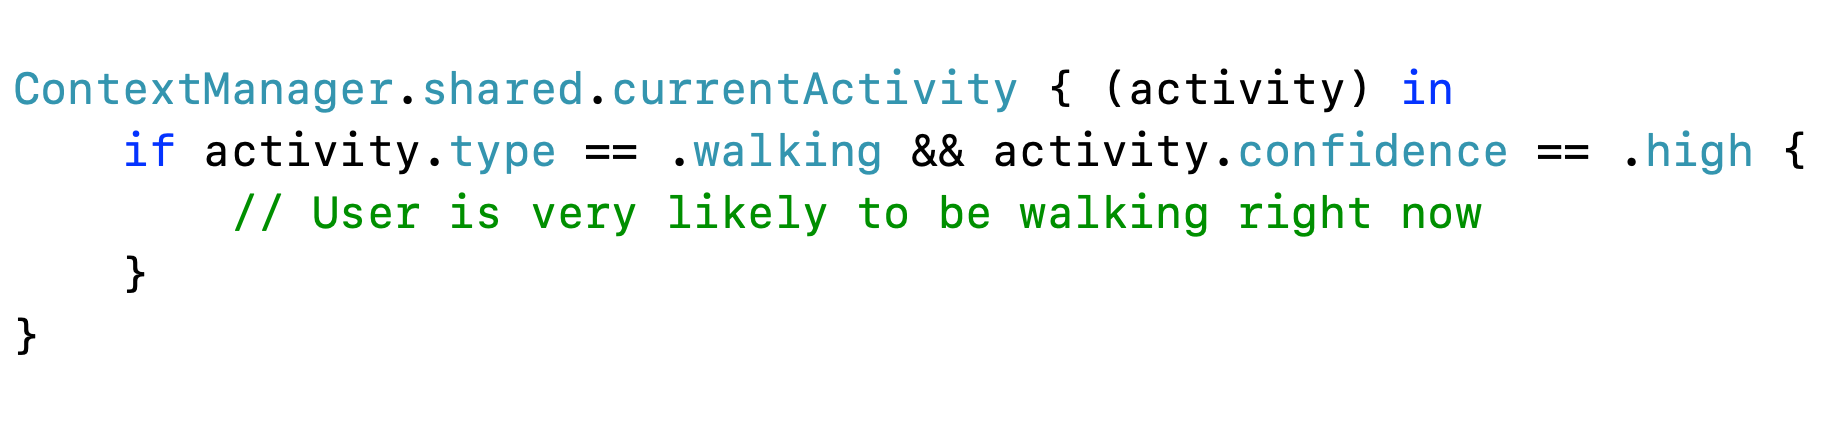 ContextManager.shared.currentActivity { (activity) in
    if activity.type == .walking && activity.confidence == .high {
        // User is very likely to be walking right now
    }
}